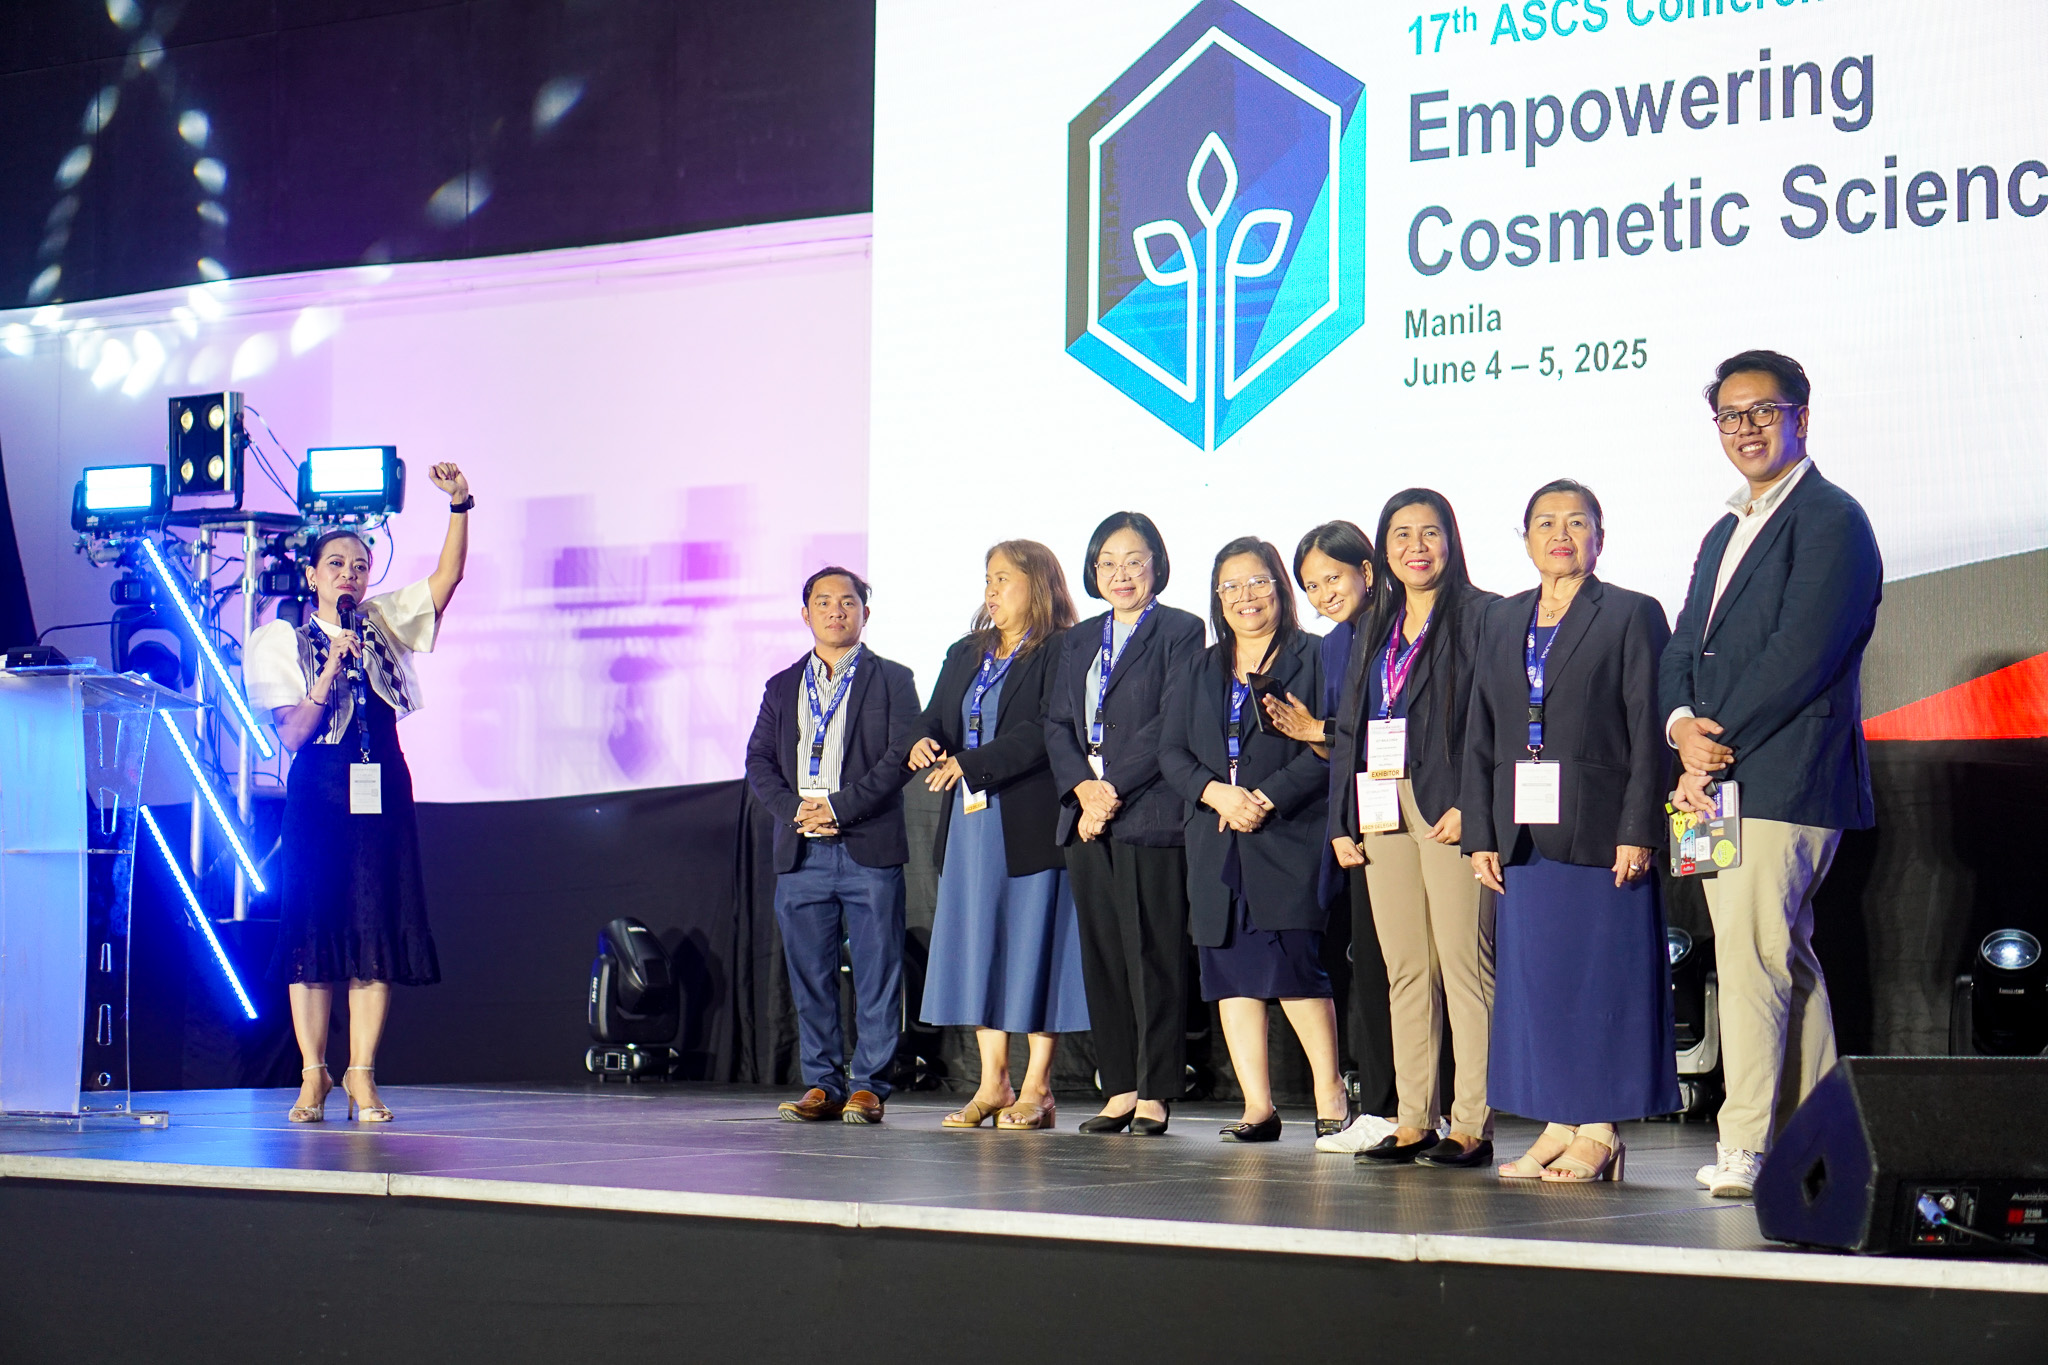 17th ASCS
Empowering
Cosmetic Scienc
Manila
June 4 – 5, 2025
EXHIBITOR